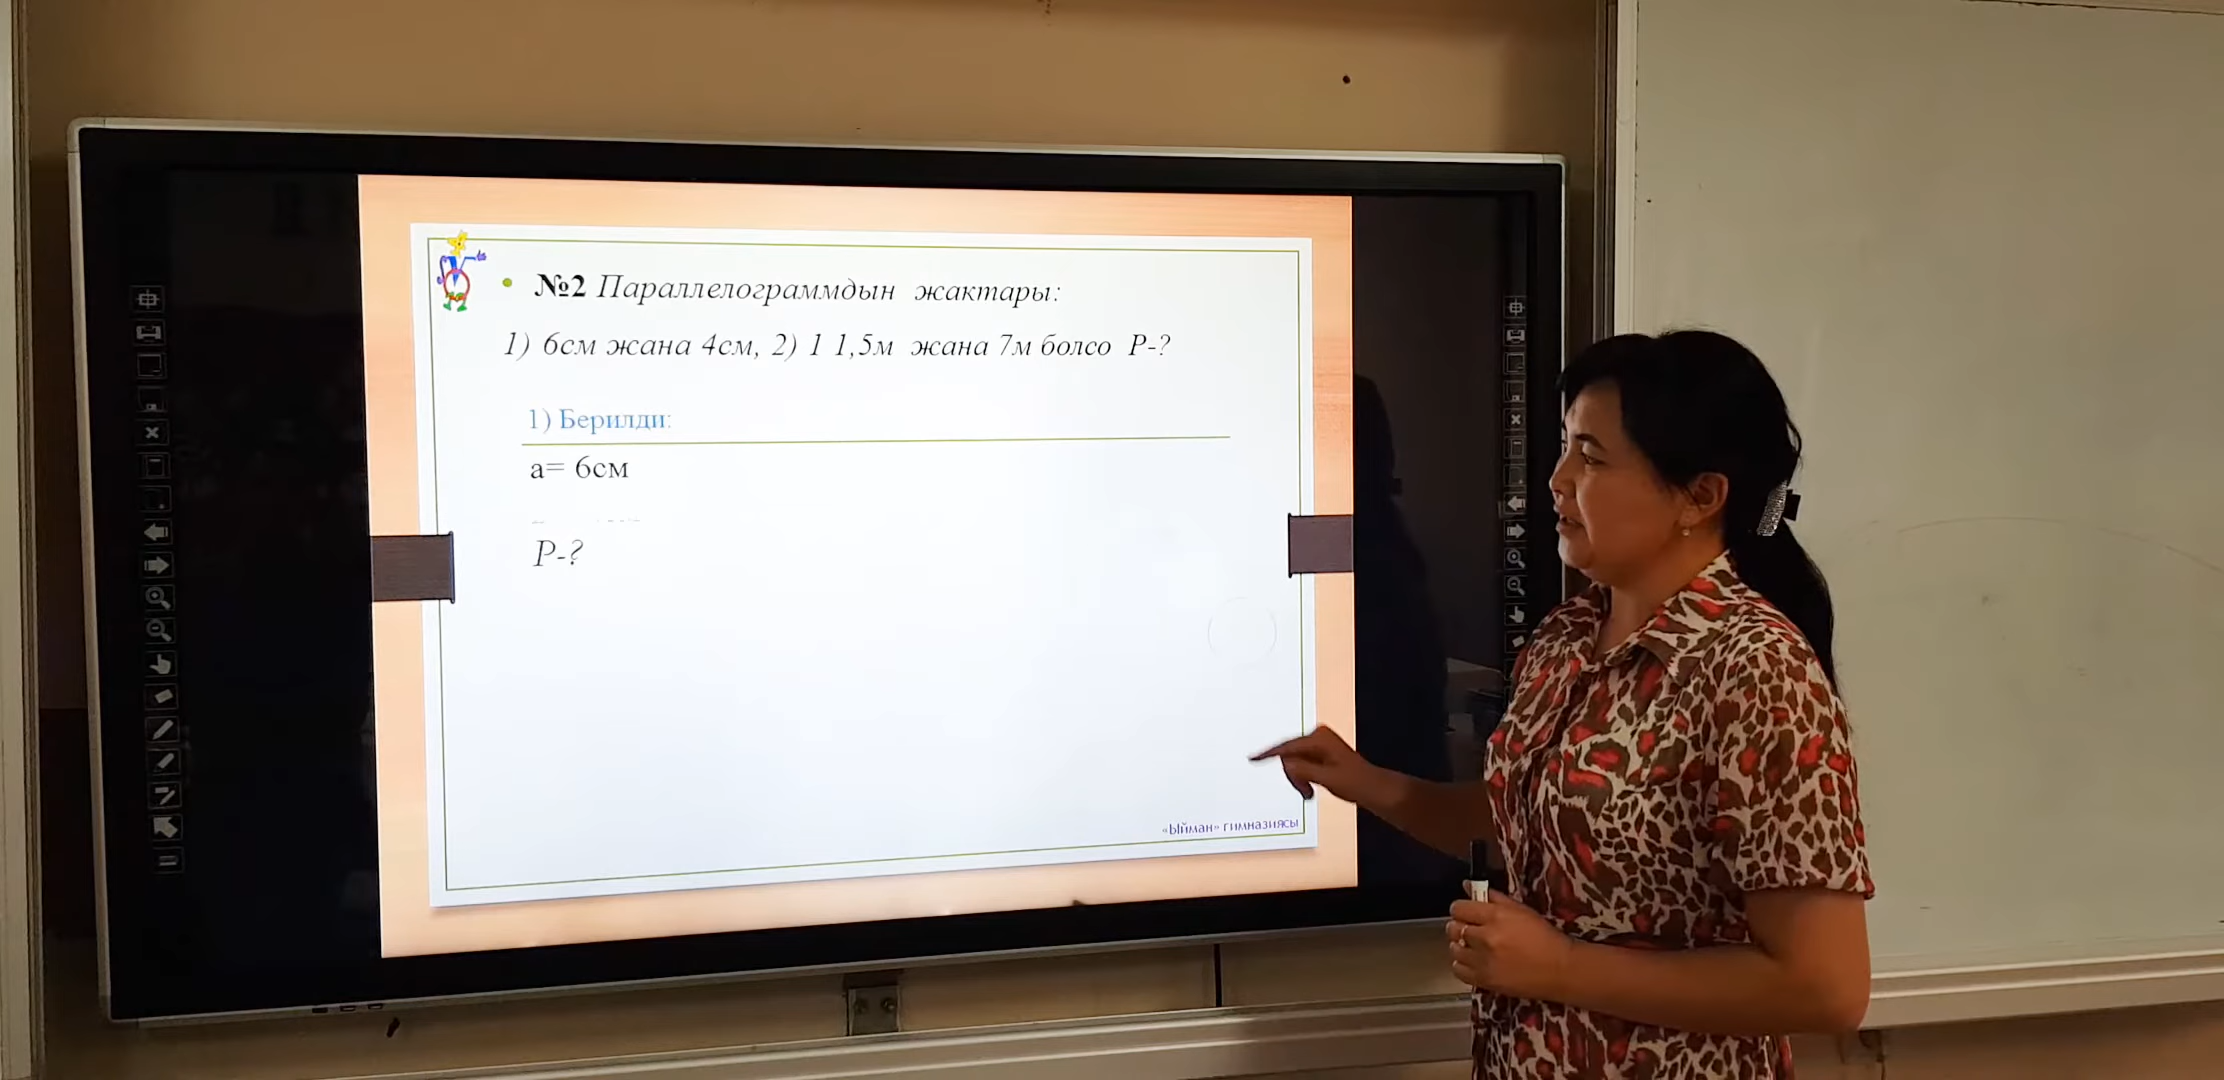 №2 Параллелограммдын жактары:
1) 6см жана 4см, 2) 1 1,5м жана 7м болсо Р-?
1) Берилди:
а= 6см
Р-?
«Ыйман» гимназиясы